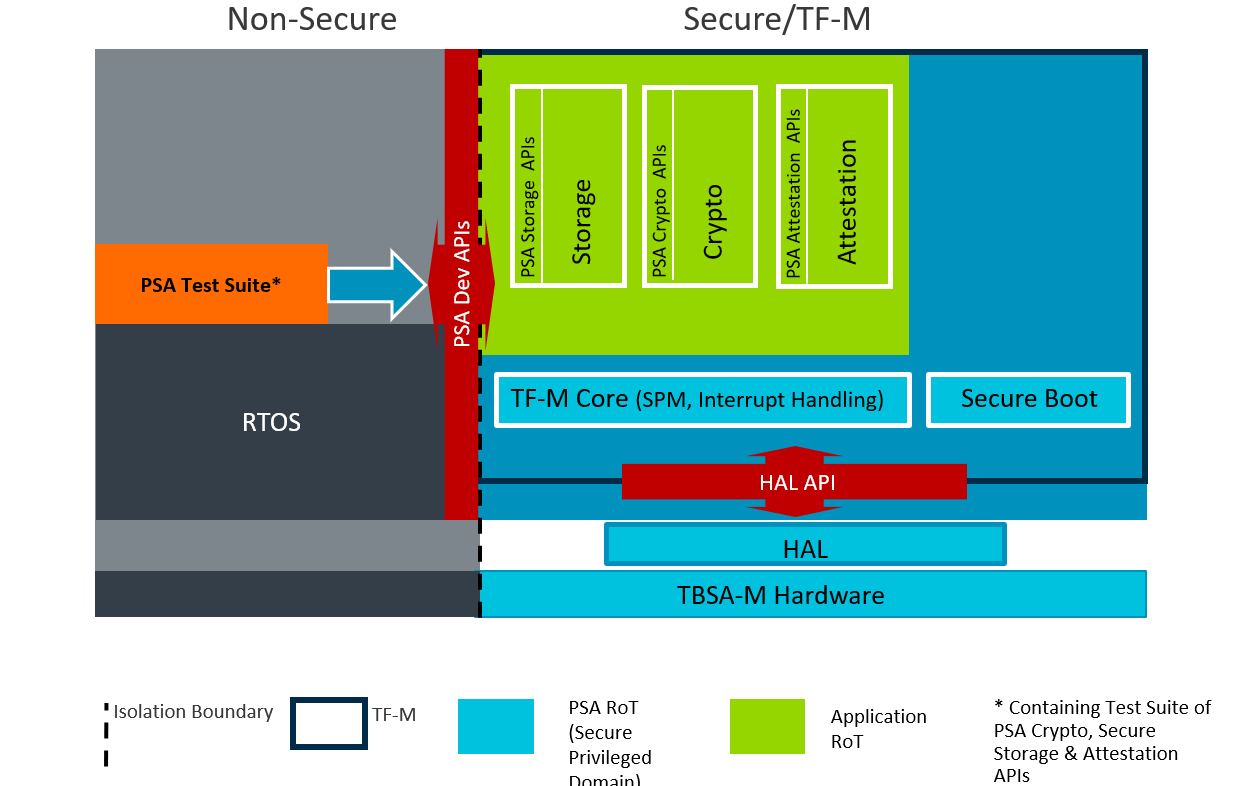 Non-Secure
Secure/TF-M
PSA Storage APIs
Storage
PSA Crypto APIs
Crypto
PSA Attestation APIs
Attestation
PSA Test Suite*
PSA Dev APIs
TF-M Core (SPM, Interrupt Handling)
Secure Boot
RTOS
HAL API
HAL
TBSA-M Hardware
Isolation Boundary
TF-M
PSA RoT
(Secure
Privileged
Domain)
Application
RoT
* Containing Test Suite of
PSA Crypto, Secure
Storage & Attestation
APIs